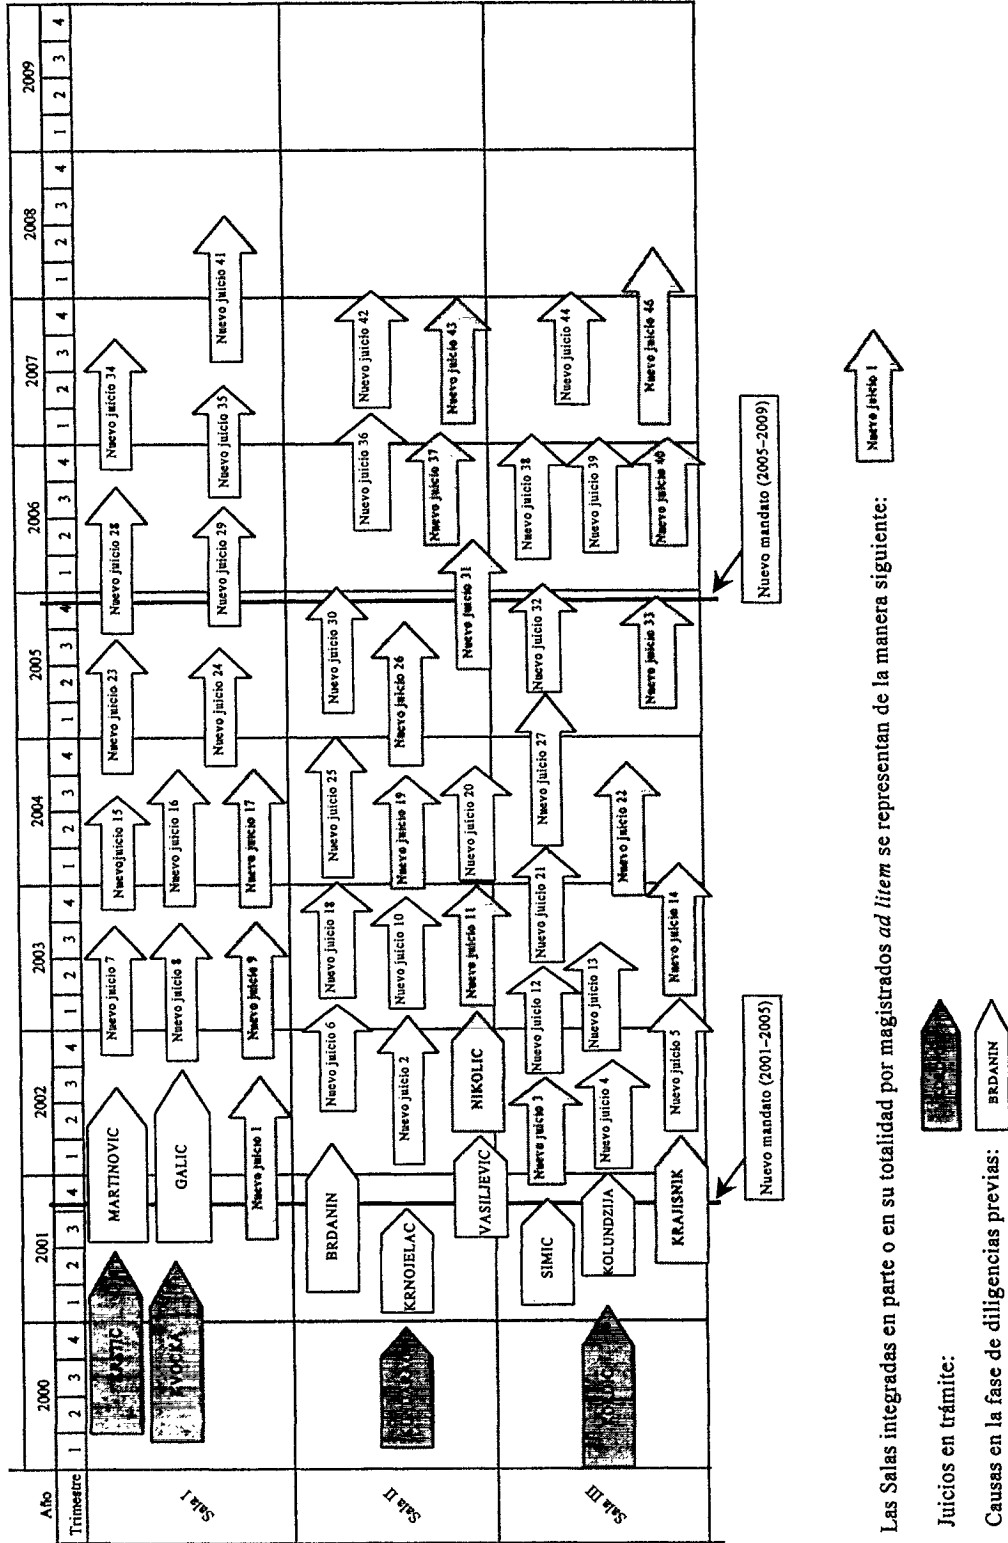 Año 2000 2001 2002 2003 2004 2005 2006 2007 2008 2009
Trimestre 1 2 3 4 1 2 3 4 1 2 3 4 1 2 3 4 1 2 3 4 1 2 3 4 1 2 3 4 1 2 3 4 1 2 3 4 1 2 3 4
Sala I
KRSTIC MARTINOVIC Nuevo juicio 7 Nuevo juicio 15 Nuevo juicio 23 Nuevo juicio 28 Nuevo juicio 34
KVOCKA GALIC Nuevo juicio 8 Nuevo juicio 16
Nuevo juicio 24 Nuevo juicio 29 Nuevo juicio 35 Nuevo juicio 41
Nuevo juicio 1 Nuevo juicio 9 Nuevo juicio 17
Sala II
BRDANIN Nuevo juicio 6 Nuevo juicio 18 Nuevo juicio 25 Nuevo juicio 30
Nuevo juicio 36 Nuevo juicio 42
KRNOJELAC Nuevo juicio 2 Nuevo juicio 10 Nuevo juicio 19 Nuevo juicio 26
Nuevo juicio 37 Nuevo juicio 43
VASILJEVIC NIKOLIC Nuevo juicio 11 Nuevo juicio 20 Nuevo juicio 31
Sala III
SIMIC Nuevo juicio 3 Nuevo juicio 12 Nuevo juicio 21 Nuevo juicio 27 Nuevo juicio 32 Nuevo juicio 38
Nuevo juicio 44
KORDIC KOLUNDZIJA Nuevo juicio 4 Nuevo juicio 13 Nuevo juicio 22 Nuevo juicio 39
Nuevo juicio 33 Nuevo juicio 46
KRAJISNIK Nuevo juicio 5 Nuevo juicio 14 Nuevo juicio 40
Nuevo mandato (2001–2005)
Nuevo mandato (2005–2009)
Las Salas integradas en parte o en su totalidad por magistrados ad litem se representan de la manera siguiente: Nuevo juicio 1
Juicios en trámite:
Causas en la fase de diligencias previas: BRDANIN